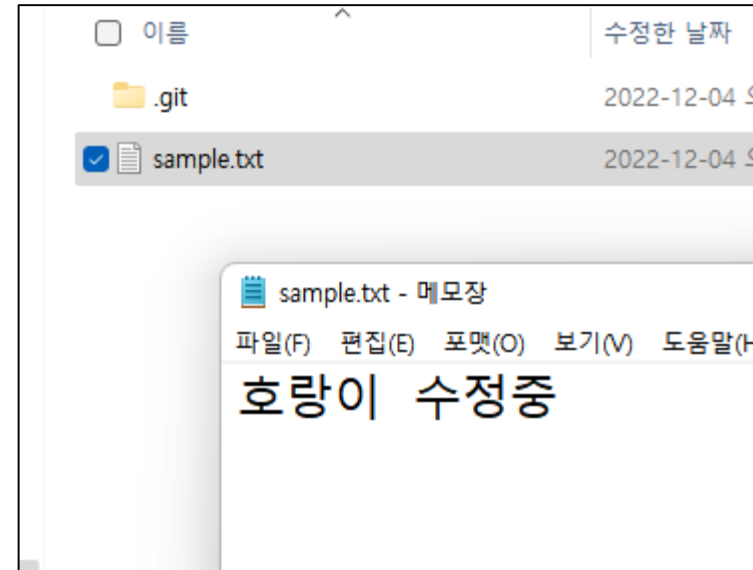 이름 수정한 날짜
.git 2022-12-04
sample.txt 2022-12-04
sample.txt - 메모장
파일(F) 편집(E) 포맷(O) 보기(V) 도움말(H
호랑이 수정중